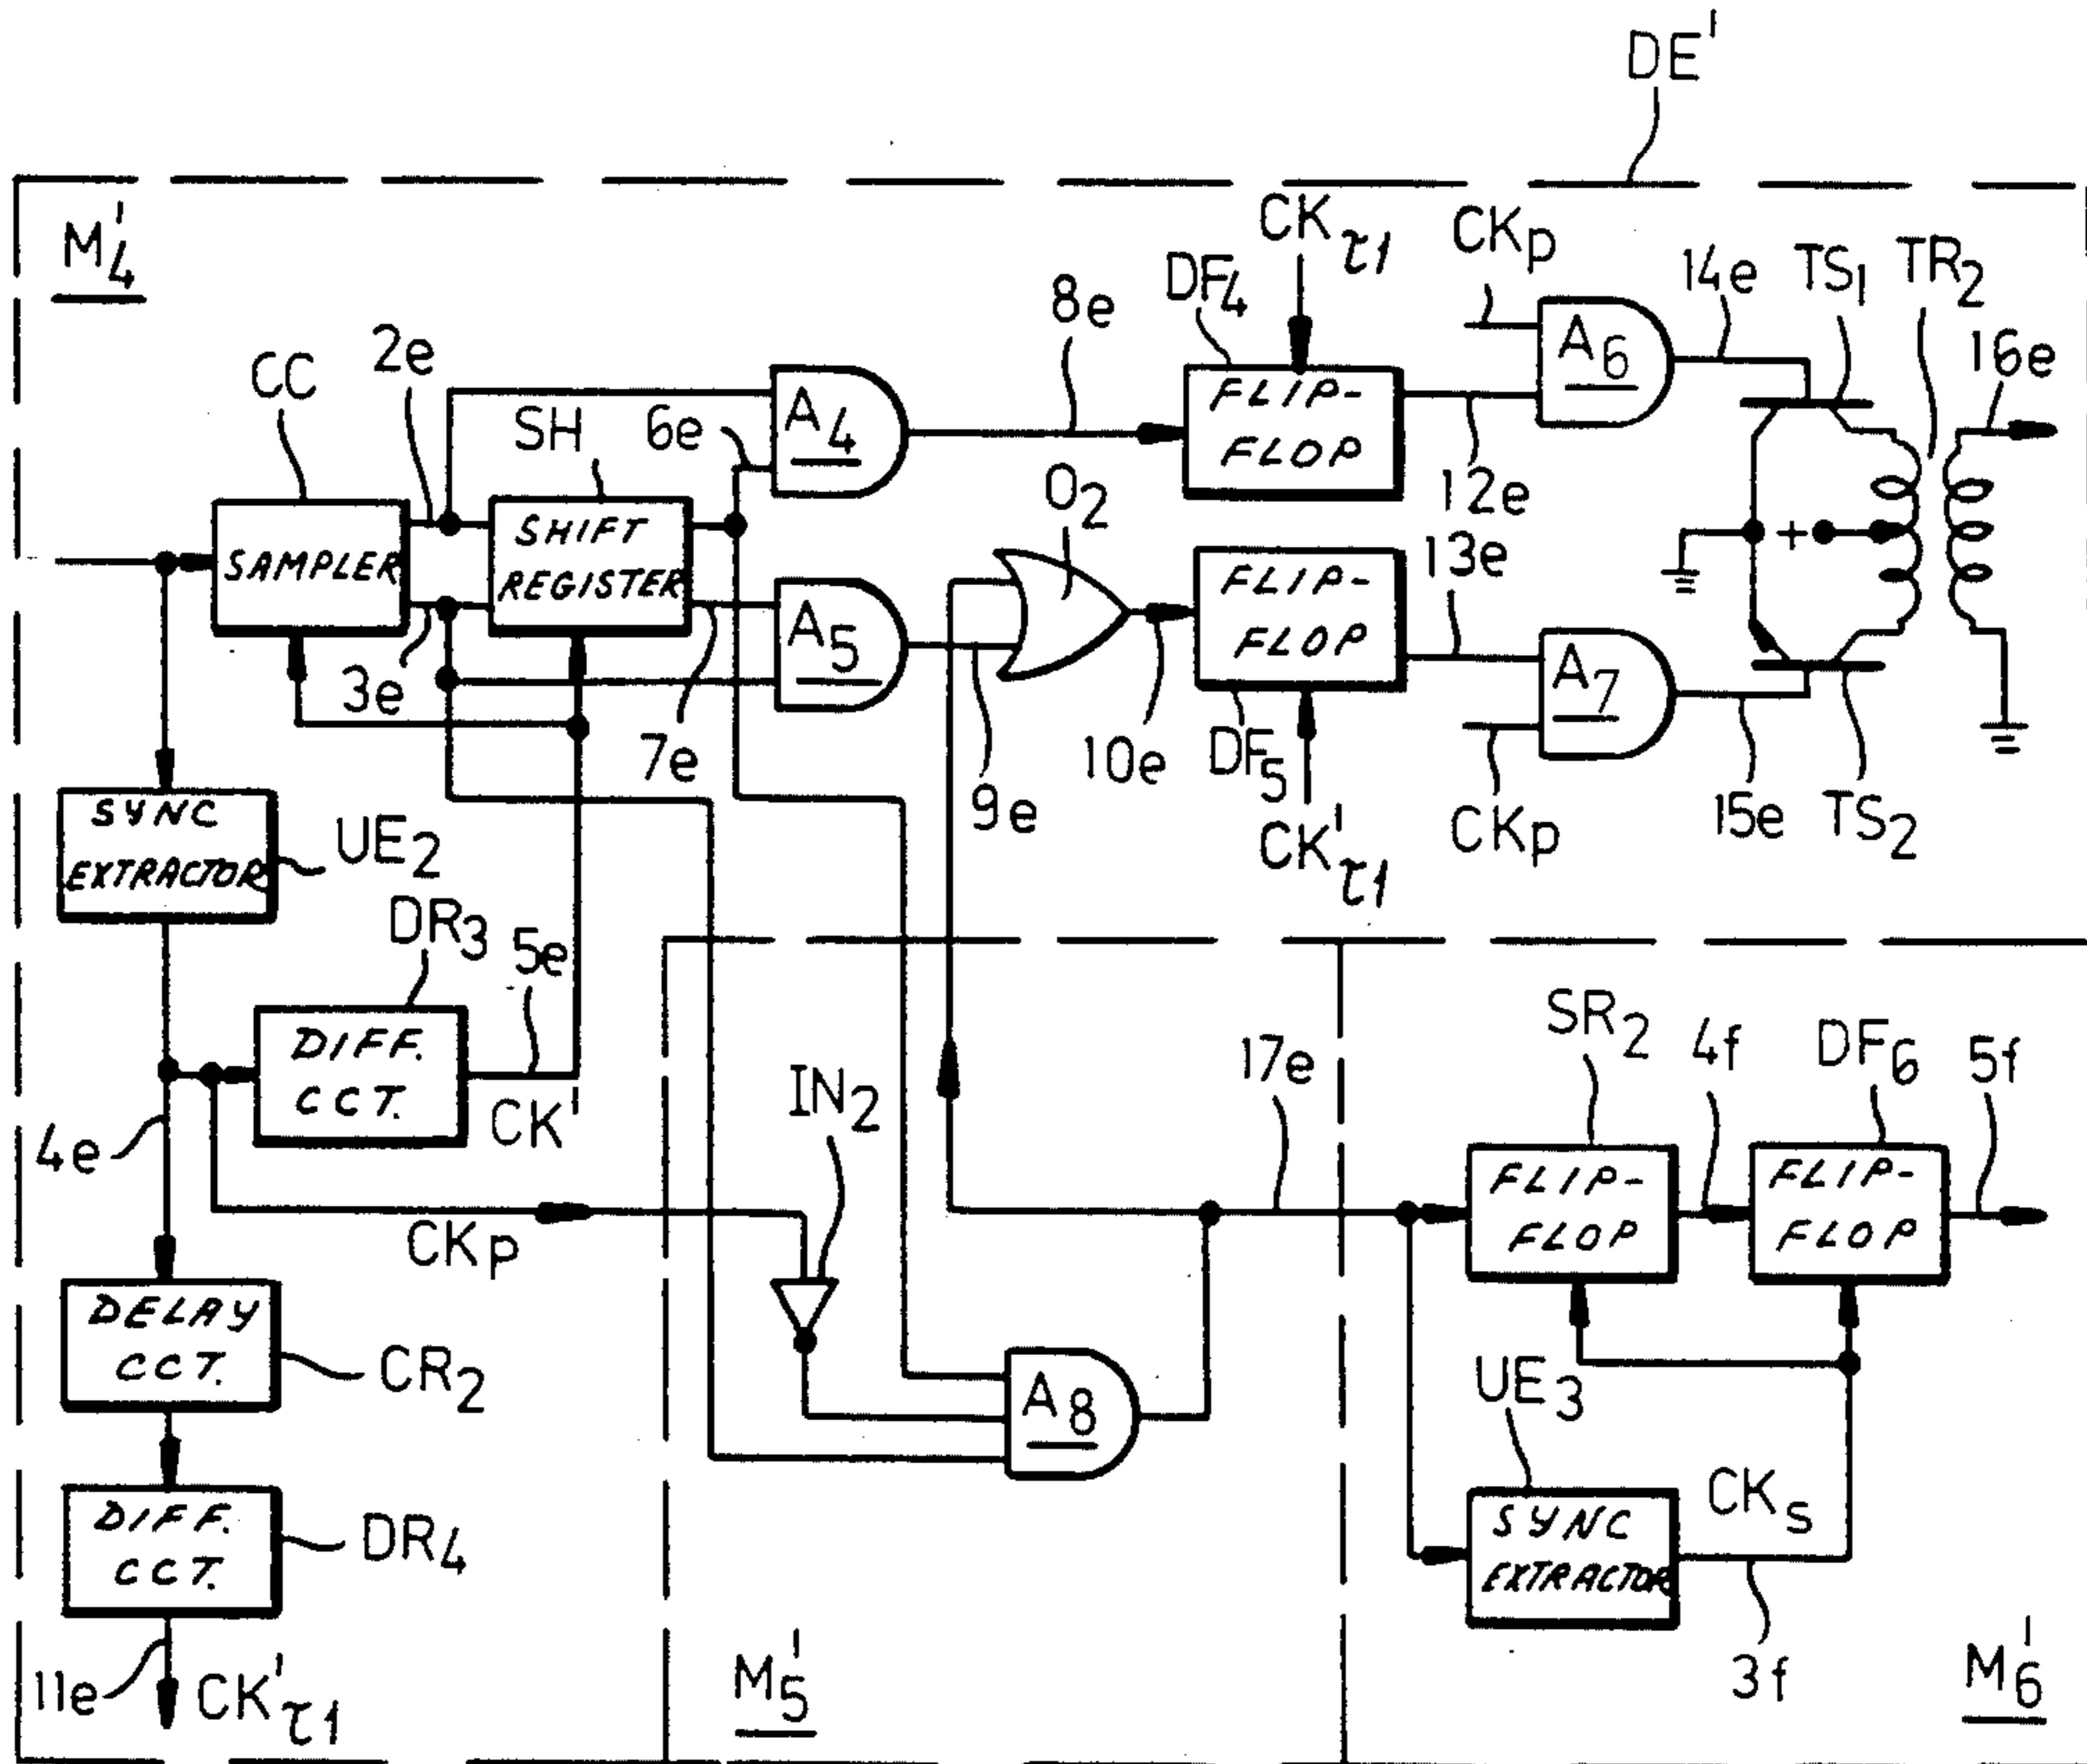 DE'
M'4
CKτ1
CKp
DF4
14e
TS1
TR2
8e
16e
2e
CC
SH
6e
A4
FLIP-
FLOP
A6
12e
O2
SAMPLER
SHIFT
REGISTER
3e
7e
A5
9e
10e
FLIP-
FLOP
DF5
CK'τ1
13e
A7
CKp
15e
TS2
+
SYNC
EXTRACTOR
UE2
DR3
5e
DIFF.
CCT.
CK'
4e
CKp
IN2
17e
SR2
4f
DF6
5f
FLIP-
FLOP
FLIP-
FLOP
DELAY
CCT.
CR2
A8
UE3
CKs
SYNC
EXTRACTOR
3f
DIFF.
CCT.
DR4
11e
CK'τ1
M'5
M'6